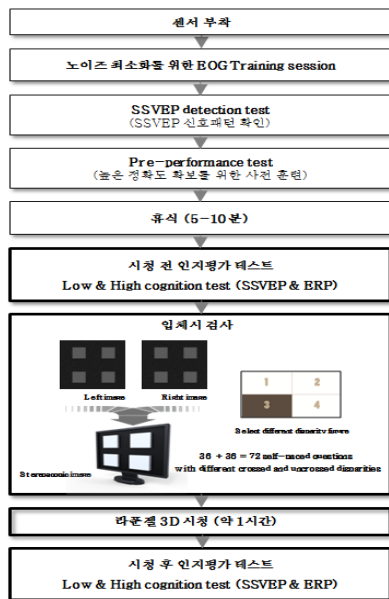 센서 부착
노이즈 최소화를 위한 EOG Training session
SSVEP detection test
(SSVEP 신호패턴 확인)
Pre-performance test
(높은 정확도 확보를 위한 사전 훈련)
휴식 (5-10분)
시청 전 인지평가 테스트
Low & High cognition test (SSVEP & ERP)
입체시 검사
Left image
Right image
1
2
3
4
Select different disparity figure
Stereoscopic image
36 + 36 = 72 self-paced questions
with different crossed and uncrossed disparities
라푼젤 3D 시청 (약 1시간)
시청 후 인지평가 테스트
Low & High cognition test (SSVEP & ERP)